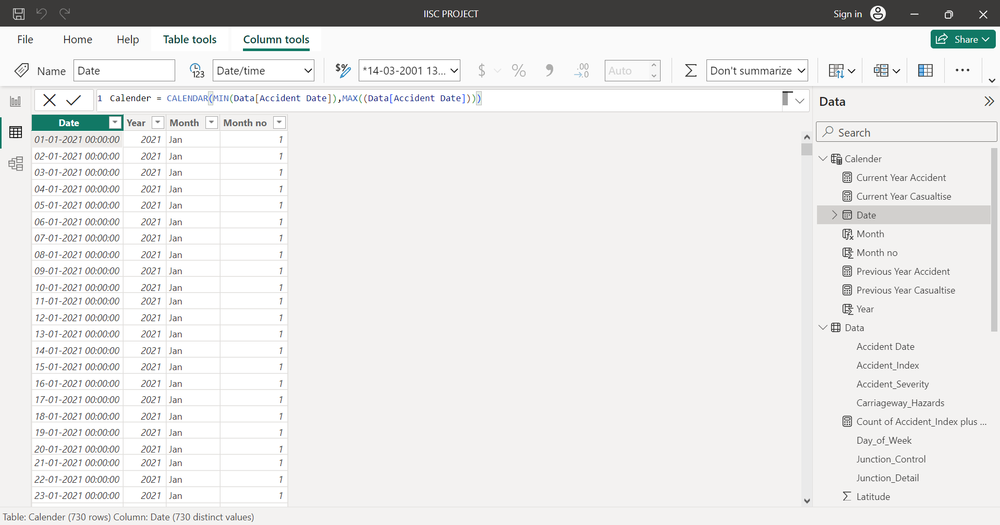 IISC PROJECT
Sign in
File Home Help Table tools Column tools
Share
Name Date
123 Date/time
$% *14-03-2001 13... $ % 9 .00 →.0 Auto
Σ Don't summarize
1 Calender = CALENDAR(MIN(Data[Accident Date]),MAX((Data[Accident Date])))
Date Year Month Month no
01-01-2021 00:00:00 2021 Jan 1
02-01-2021 00:00:00 2021 Jan 1
03-01-2021 00:00:00 2021 Jan 1
04-01-2021 00:00:00 2021 Jan 1
05-01-2021 00:00:00 2021 Jan 1
06-01-2021 00:00:00 2021 Jan 1
07-01-2021 00:00:00 2021 Jan 1
08-01-2021 00:00:00 2021 Jan 1
09-01-2021 00:00:00 2021 Jan 1
10-01-2021 00:00:00 2021 Jan 1
11-01-2021 00:00:00 2021 Jan 1
12-01-2021 00:00:00 2021 Jan 1
13-01-2021 00:00:00 2021 Jan 1
14-01-2021 00:00:00 2021 Jan 1
15-01-2021 00:00:00 2021 Jan 1
16-01-2021 00:00:00 2021 Jan 1
17-01-2021 00:00:00 2021 Jan 1
18-01-2021 00:00:00 2021 Jan 1
19-01-2021 00:00:00 2021 Jan 1
20-01-2021 00:00:00 2021 Jan 1
21-01-2021 00:00:00 2021 Jan 1
22-01-2021 00:00:00 2021 Jan 1
23-01-2021 00:00:00 2021 Jan 1
Data
Search
Calender
Current Year Accident
Current Year Casualtise
Date
Month
Month no
Previous Year Accident
Previous Year Casualtise
Year
Data
Accident Date
Accident_Index
Accident_Severity
Carriageway_Hazards
Count of Accident_Index plus ...
Day_of_Week
Junction_Control
Junction_Detail
Σ Latitude
Table: Calender (730 rows) Column: Date (730 distinct values)